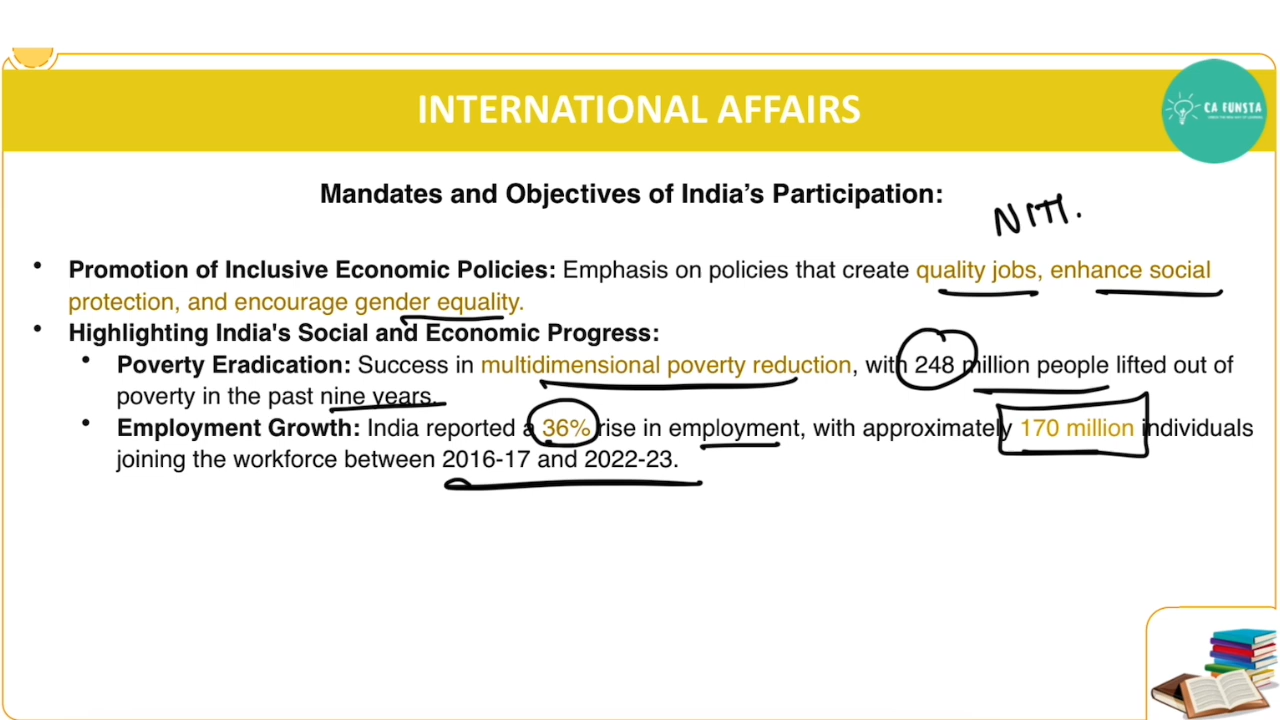 INTERNATIONAL AFFAIRS
CA FUNSTA
Mandates and Objectives of India's Participation:
NITI.
• Promotion of Inclusive Economic Policies: Emphasis on policies that create quality jobs, enhance social
protection, and encourage gender equality.
• Highlighting India's Social and Economic Progress:
• Poverty Eradication: Success in multidimensional poverty reduction, with 248 million people lifted out of
poverty in the past nine years.
• Employment Growth: India reported a 36% rise in employment, with approximately 170 million individuals
joining the workforce between 2016-17 and 2022-23.